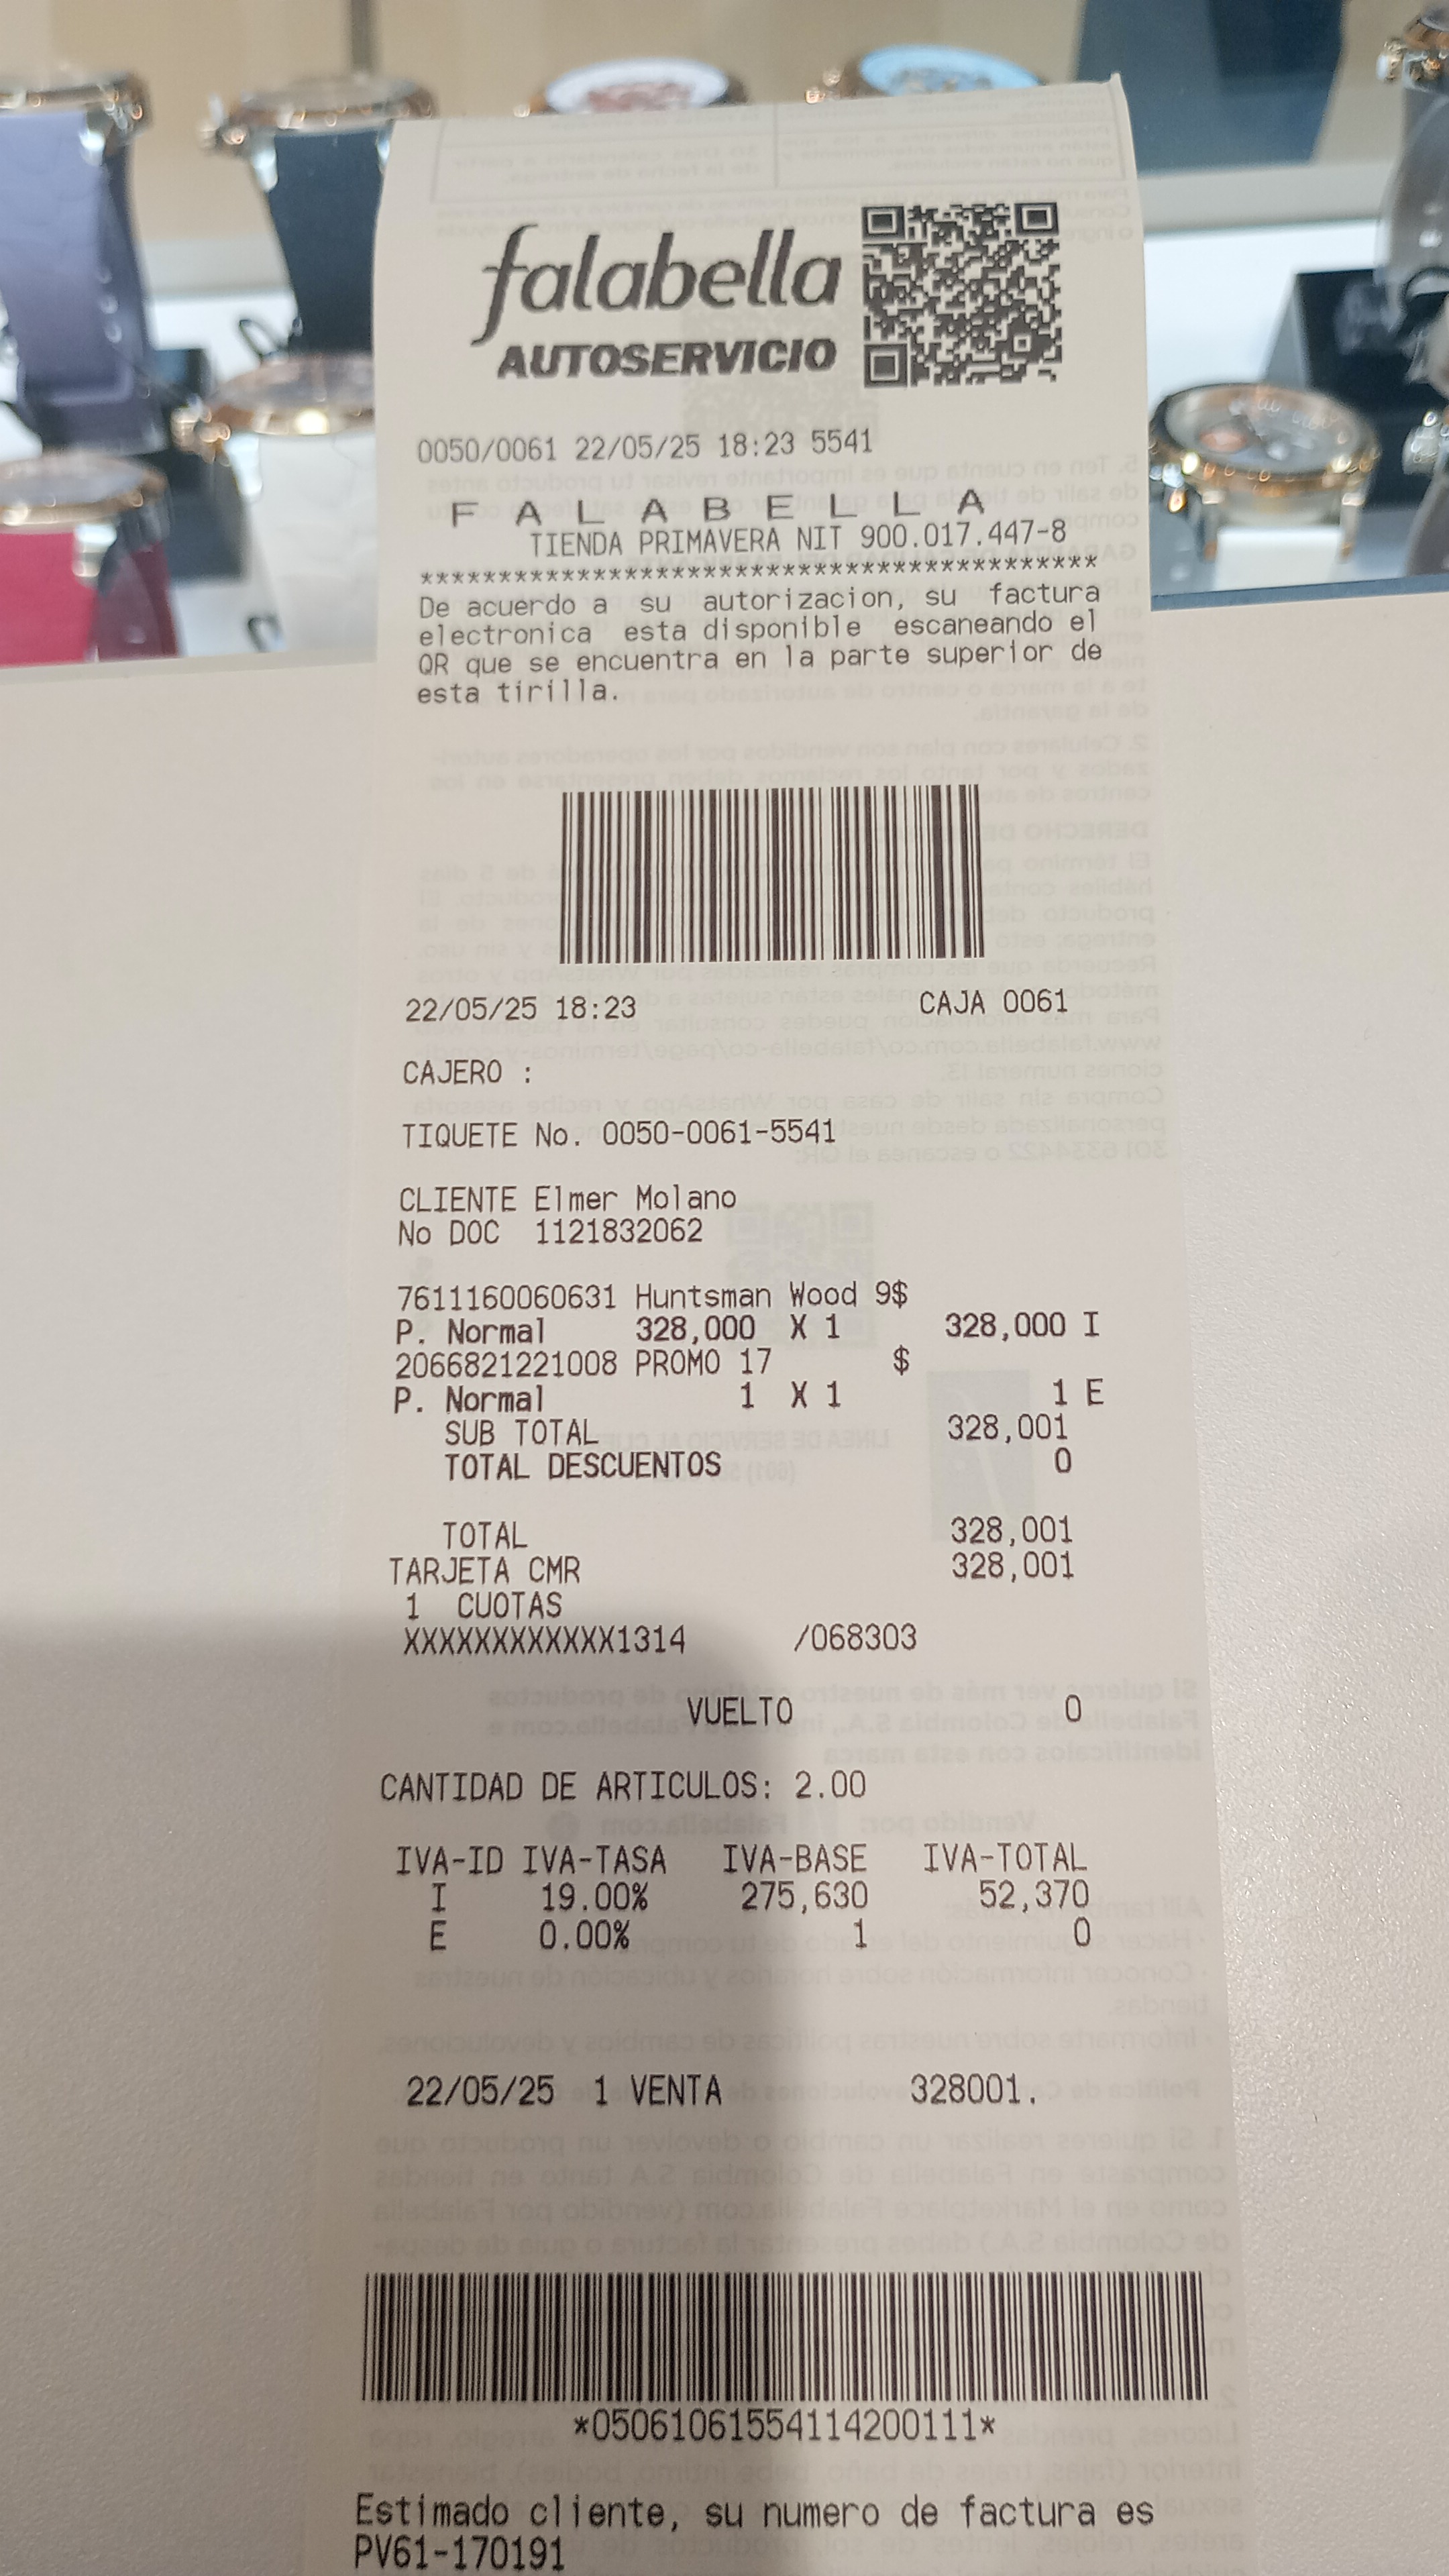 falabella
AUTOSERVICIO
0050/0061 22/05/25 18:23 5541
F A L A B E L L A
TIENDA PRIMAVERA NIT 900.017.447-8
******************************************
De acuerdo a su autorizacion, su factura
electronica esta disponible escaneando el
QR que se encuentra en la parte superior de
esta tirilla.
22/05/25 18:23 CAJA 0061
CAJERO :
TIQUETE No. 0050-0061-5541
CLIENTE Elmer Molano
No DOC 1121832062
7611160060631 Huntsman Wood 9$
P. Normal 328,000 X 1 328,000 I
2066821221008 PROMO 17 $
P. Normal 1 X 1 1 E
SUB TOTAL 328,001
TOTAL DESCUENTOS 0
TOTAL 328,001
TARJETA CMR 328,001
1 CUOTAS
XXXXXXXXXXXX1314 /068303
VUELTO 0
CANTIDAD DE ARTICULOS: 2.00
IVA-ID IVA-TASA IVA-BASE IVA-TOTAL
I 19.00% 275,630 52,370
E 0.00% 1 0
22/05/25 1 VENTA 328001.
*05061061554114200111*
Estimado cliente, su numero de factura es
PV61-170191